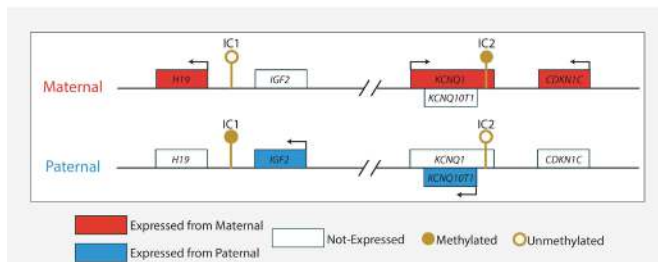 IC1 IC2
H19 IGF2 KCNQ1 CDKN1C
Maternal
KCNQ1OT1
IC1 IC2
H19 IGF2 KCNQ1 CDKN1C
Paternal
KCNQ1OT1
Expressed from Maternal
Not-Expressed Methylated Unmethylated
Expressed from Paternal